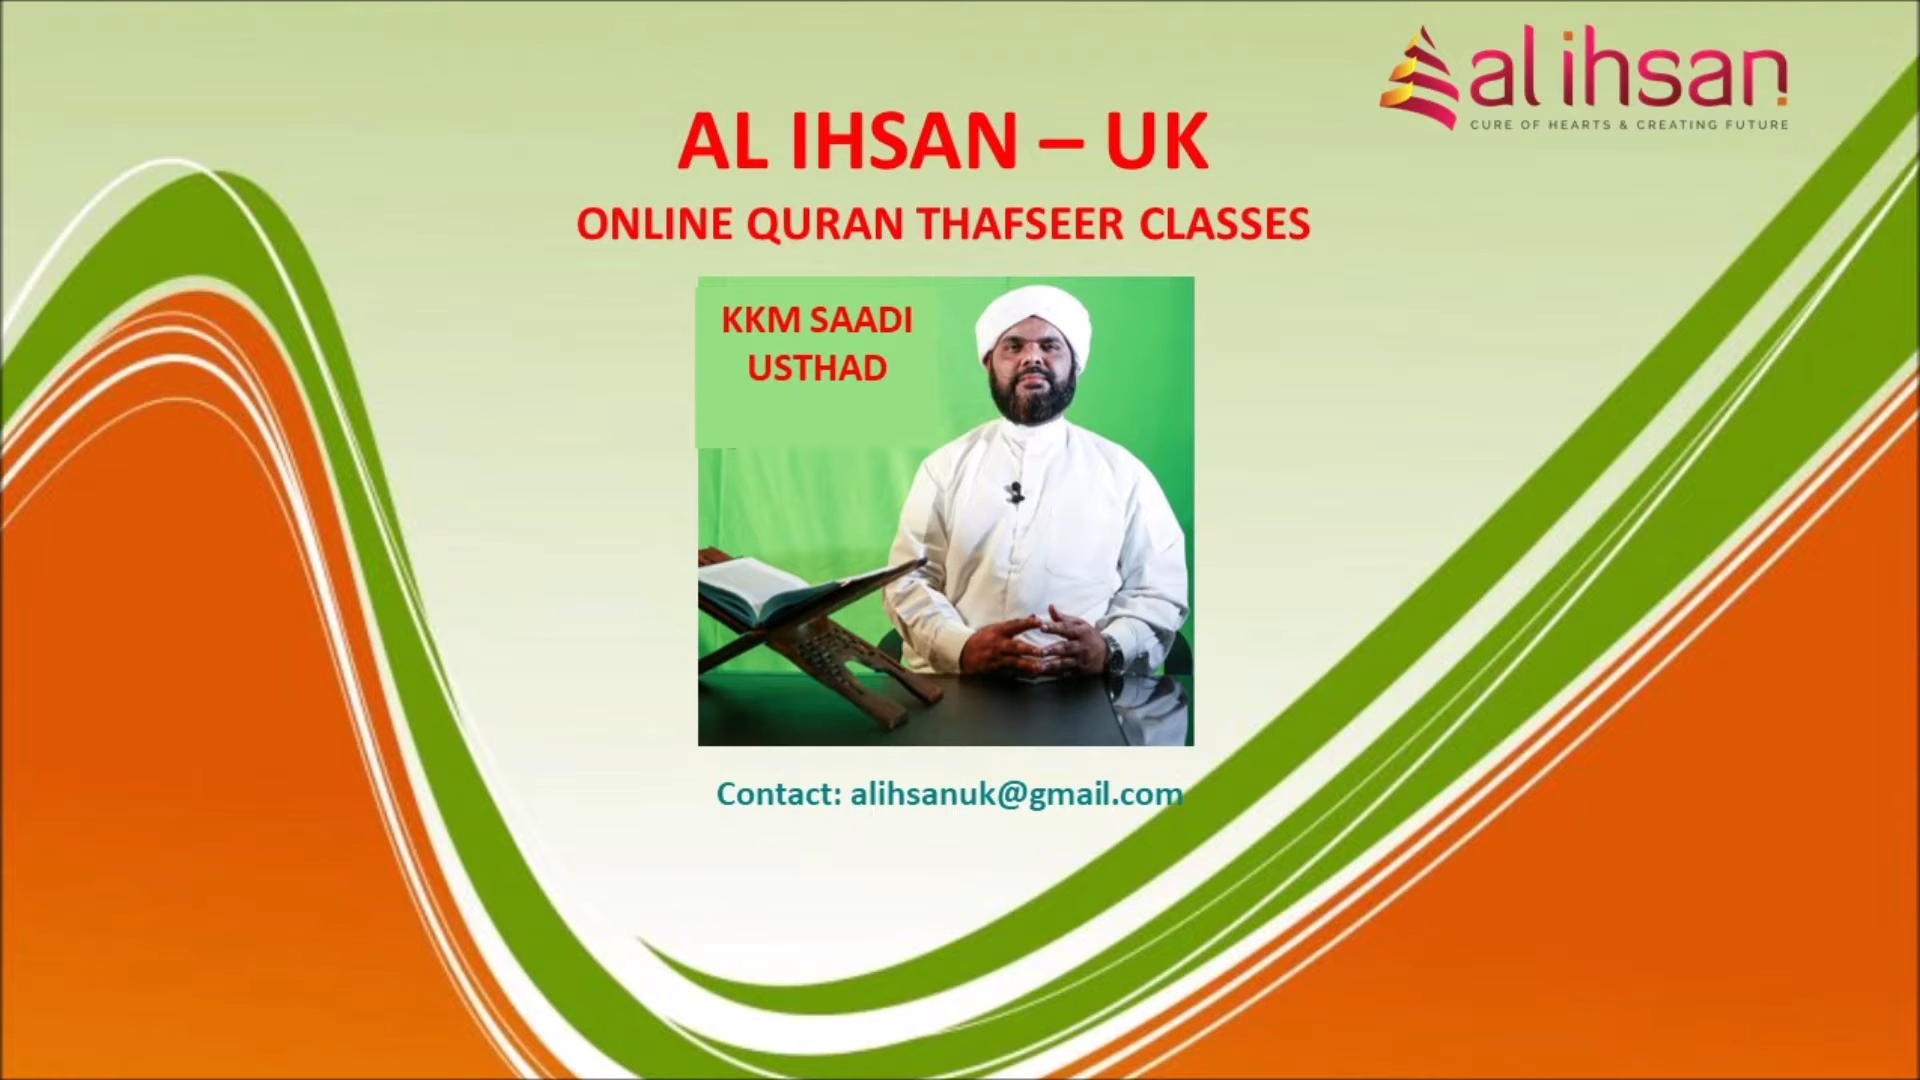 al ihsan
CURE OF HEARTS & CREATING FUTURE
AL IHSAN – UK
ONLINE QURAN THAFSEER CLASSES
KKM SAADI
USTHAD
Contact: alihsanuk@gmail.com